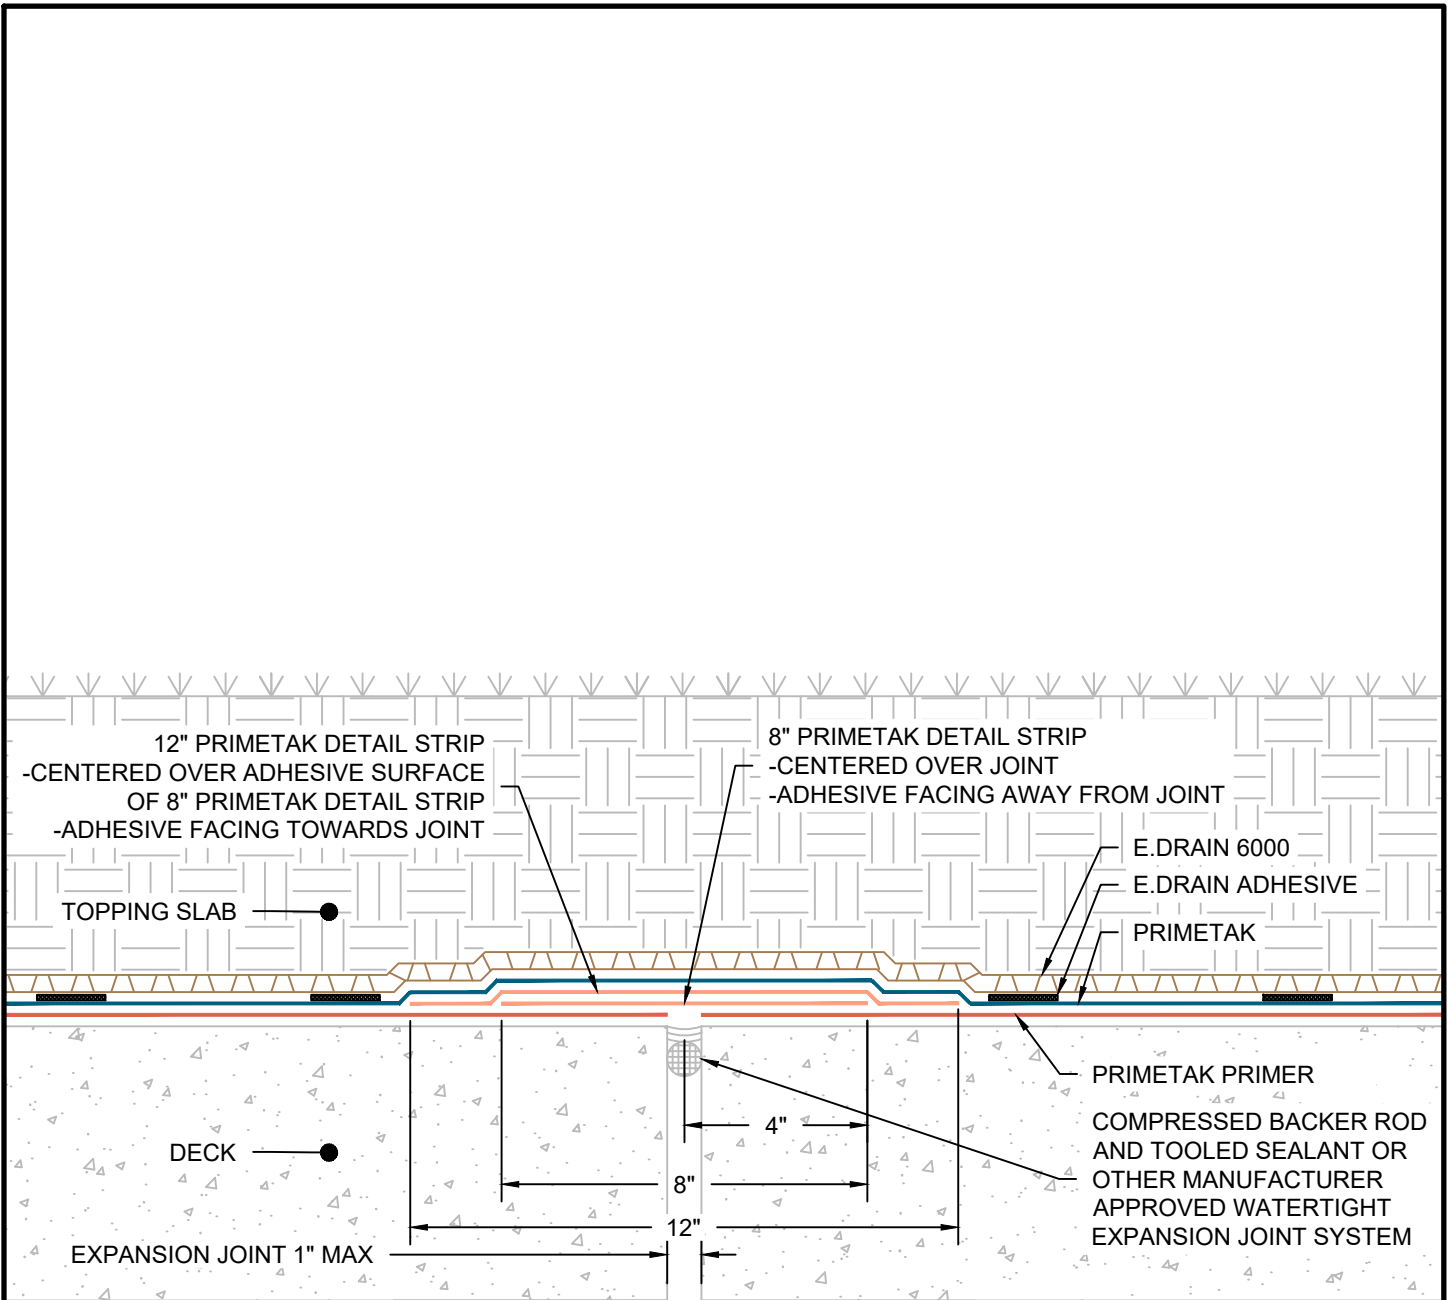 12" PRIMETAK DETAIL STRIP
-CENTERED OVER ADHESIVE SURFACE
OF 8" PRIMETAK DETAIL STRIP
-ADHESIVE FACING TOWARDS JOINT
8" PRIMETAK DETAIL STRIP
-CENTERED OVER JOINT
-ADHESIVE FACING AWAY FROM JOINT
E.DRAIN 6000
E.DRAIN ADHESIVE
PRIMETAK
TOPPING SLAB
PRIMETAK PRIMER
COMPRESSED BACKER ROD
AND TOOLED SEALANT OR
OTHER MANUFACTURER
APPROVED WATERTIGHT
EXPANSION JOINT SYSTEM
DECK
4"
8"
12"
EXPANSION JOINT 1" MAX